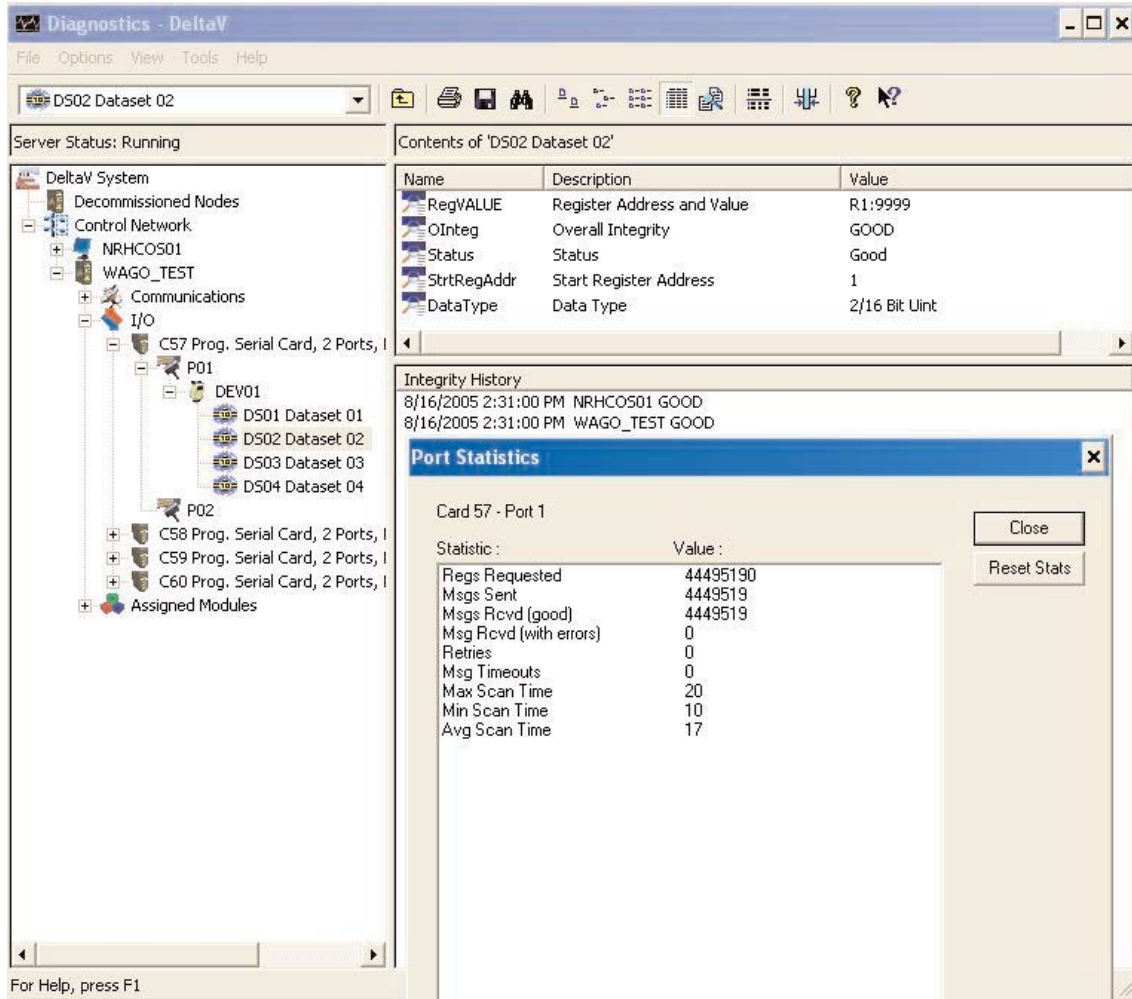 Diagnostics - DeltaV
File Options View Tools Help
DS02 Dataset 02
Server Status: Running
Contents of 'DS02 Dataset 02'
DeltaV System
Decommissioned Nodes
Control Network
NRHCOS01
WAGO_TEST
Communications
I/O
C57 Prog. Serial Card, 2 Ports,
P01
DEV01
DS01 Dataset 01
DS02 Dataset 02
DS03 Dataset 03
DS04 Dataset 04
P02
C58 Prog. Serial Card, 2 Ports,
C59 Prog. Serial Card, 2 Ports,
C60 Prog. Serial Card, 2 Ports,
Assigned Modules
Name Description Value
RegVALUE Register Address and Value R1:9999
OInteg Overall Integrity GOOD
Status Status Good
StrtRegAddr Start Register Address 1
DataType Data Type 2/16 Bit Uint
Integrity History
8/16/2005 2:31:00 PM NRHCOS01 GOOD
8/16/2005 2:31:00 PM WAGO_TEST GOOD
Port Statistics
Card 57 - Port 1
Close
Statistic : Value :
Reset Stats
Regs Requested 44495190
Msgs Sent 4449519
Msgs Rcvd (good) 4449519
Msg Rcvd (with errors) 0
Retries 0
Msg Timeouts 0
Max Scan Time 20
Min Scan Time 10
Avg Scan Time 17
For Help, press F1